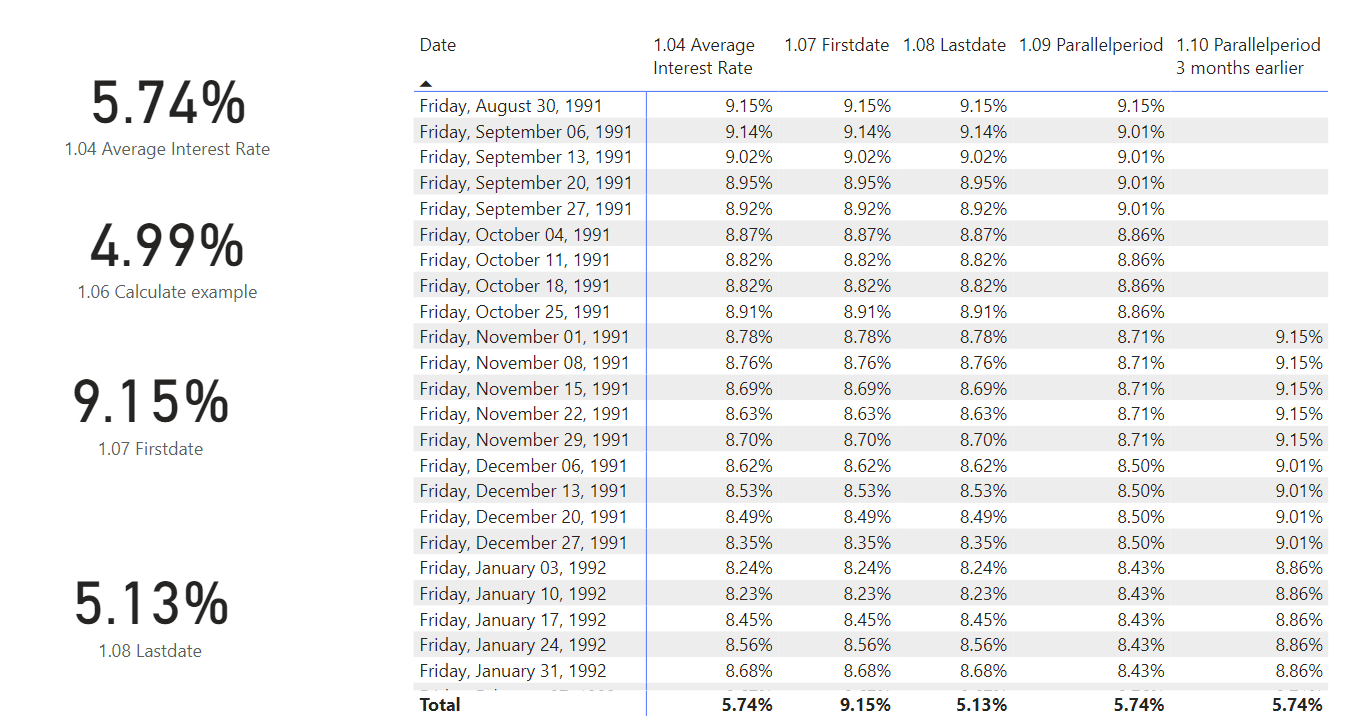 5.74%
1.04 Average Interest Rate
4.99%
1.06 Calculate example
9.15%
1.07 Firstdate
5.13%
1.08 Lastdate
Date 1.04 Average 1.07 Firstdate 1.08 Lastdate 1.09 Parallelperiod 1.10 Parallelperiod
Interest Rate 3 months earlier
Friday, August 30, 1991 9.15% 9.15% 9.15% 9.15%
Friday, September 06, 1991 9.14% 9.14% 9.14% 9.01%
Friday, September 13, 1991 9.02% 9.02% 9.02% 9.01%
Friday, September 20, 1991 8.95% 8.95% 8.95% 9.01%
Friday, September 27, 1991 8.92% 8.92% 8.92% 9.01%
Friday, October 04, 1991 8.87% 8.87% 8.87% 8.86%
Friday, October 11, 1991 8.82% 8.82% 8.82% 8.86%
Friday, October 18, 1991 8.82% 8.82% 8.82% 8.86%
Friday, October 25, 1991 8.91% 8.91% 8.91% 8.86%
Friday, November 01, 1991 8.78% 8.78% 8.78% 8.71% 9.15%
Friday, November 08, 1991 8.76% 8.76% 8.76% 8.71% 9.15%
Friday, November 15, 1991 8.69% 8.69% 8.69% 8.71% 9.15%
Friday, November 22, 1991 8.63% 8.63% 8.63% 8.71% 9.15%
Friday, November 29, 1991 8.70% 8.70% 8.70% 8.71% 9.15%
Friday, December 06, 1991 8.62% 8.62% 8.62% 8.50% 9.01%
Friday, December 13, 1991 8.53% 8.53% 8.53% 8.50% 9.01%
Friday, December 20, 1991 8.49% 8.49% 8.49% 8.50% 9.01%
Friday, December 27, 1991 8.35% 8.35% 8.35% 8.50% 9.01%
Friday, January 03, 1992 8.24% 8.24% 8.24% 8.43% 8.86%
Friday, January 10, 1992 8.23% 8.23% 8.23% 8.43% 8.86%
Friday, January 17, 1992 8.45% 8.45% 8.45% 8.43% 8.86%
Friday, January 24, 1992 8.56% 8.56% 8.56% 8.43% 8.86%
Friday, January 31, 1992 8.68% 8.68% 8.68% 8.43% 8.86%
Total 5.74% 9.15% 5.13% 5.74% 5.74%